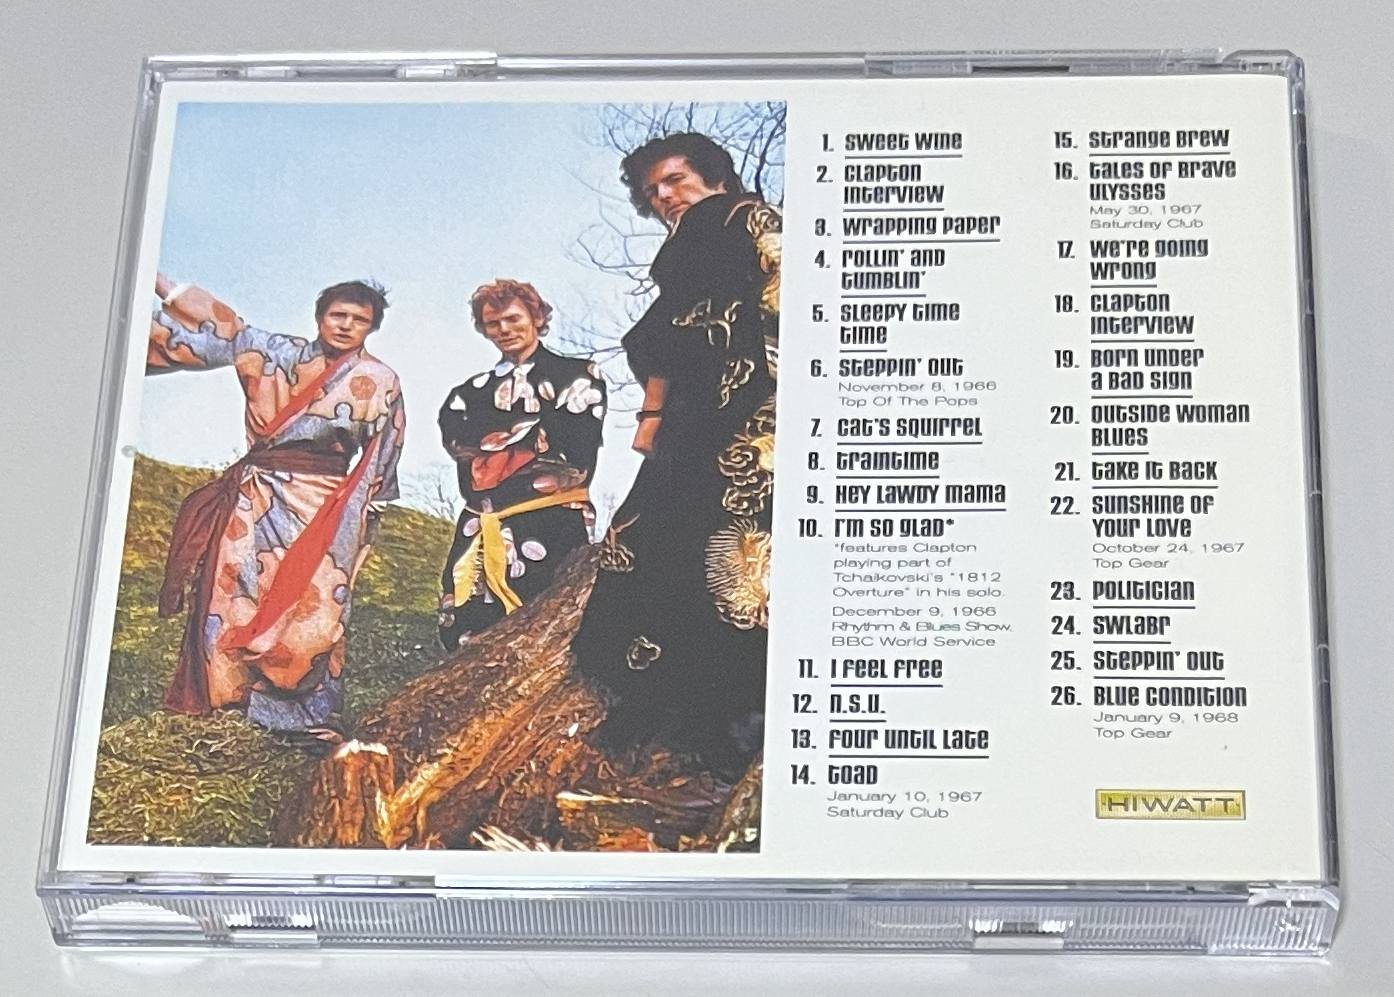 1. Sweet Wine
2. Clapton
Interview
3. Wrapping Paper
4. Rollin' and
Tumblin'
5. Sleepy Time
Time
6. Steppin' Out
November 8, 1966
Top Of The Pops
7. Cat's Squirrel
8. Traintime
9. Hey Lawdy Mama
10. I'm So Glad*
*features Clapton
playing part of
Tchaikovski's "1812
Overture" in his solo.
December 9, 1966
Rhythm & Blues Show,
BBC World Service
11. I Feel Free
12. N.S.U.
13. Four Until Late
14. Toad
January 10, 1967
Saturday Club
15. Strange Brew
16. Tales of Brave
Ulysses
May 30, 1967
Saturday Club
17. We're Going
Wrong
18. Clapton
Interview
19. Born Under
a Bad Sign
20. Outside Woman
Blues
21. Take It Back
22. Sunshine of
Your Love
October 24, 1967
Top Gear
23. Politician
24. SWLABR
25. Steppin' Out
26. Blue Condition
January 9, 1968
Top Gear
HIWATT